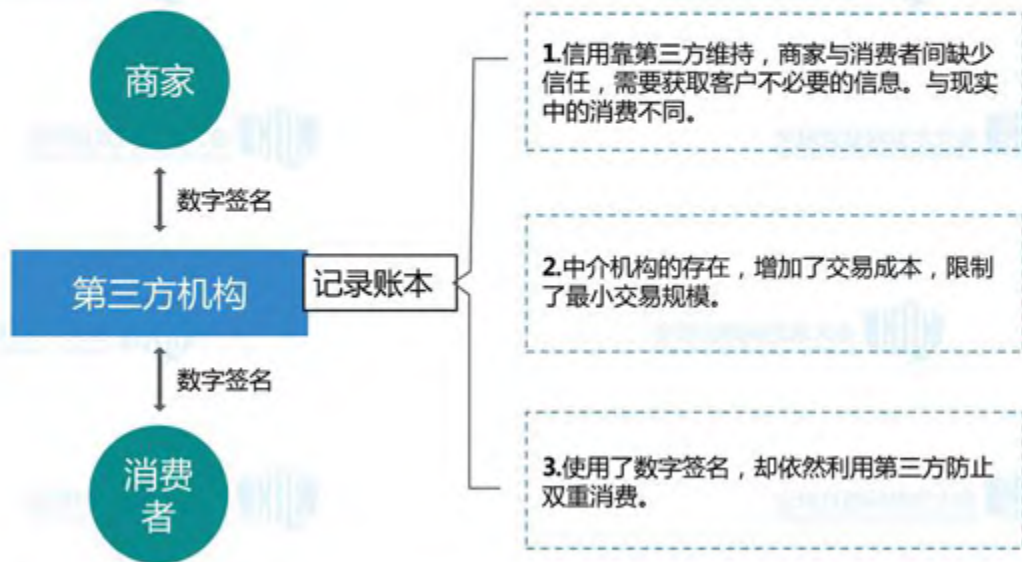 商家
数字签名
第三方机构
记录账本
数字签名
消费
者
1.信用靠第三方维持，商家与消费者间缺少
信任，需要获取客户不必要的信息。与现实
中的消费不同。
2.中介机构的存在，增加了交易成本，限制
了最小交易规模。
3.使用了数字签名，却依然利用第三方防止
双重消费。